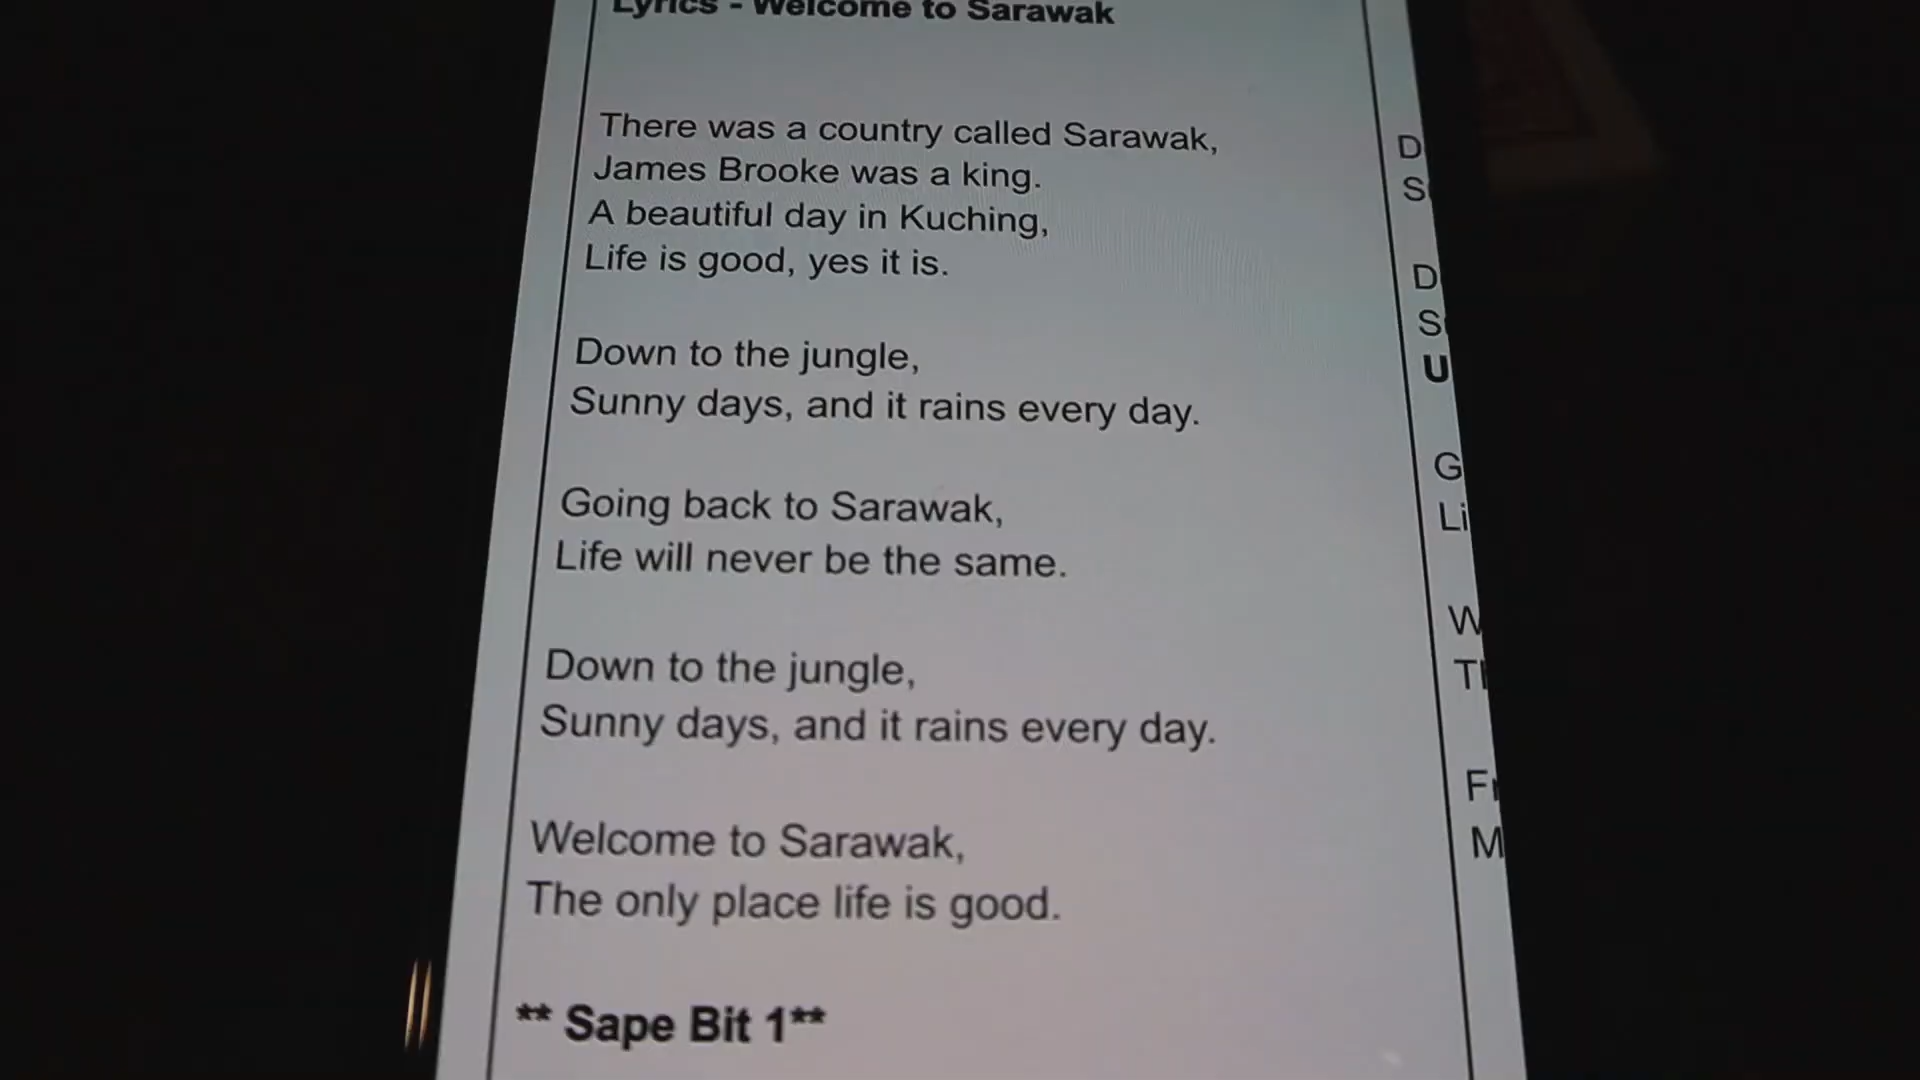 Lyrics - Welcome to Sarawak
There was a country called Sarawak,
James Brooke was a king.
A beautiful day in Kuching,
Life is good, yes it is.
Down to the jungle,
Sunny days, and it rains every day.
Going back to Sarawak,
Life will never be the same.
Down to the jungle,
Sunny days, and it rains every day.
Welcome to Sarawak,
The only place life is good.
** Sape Bit 1**